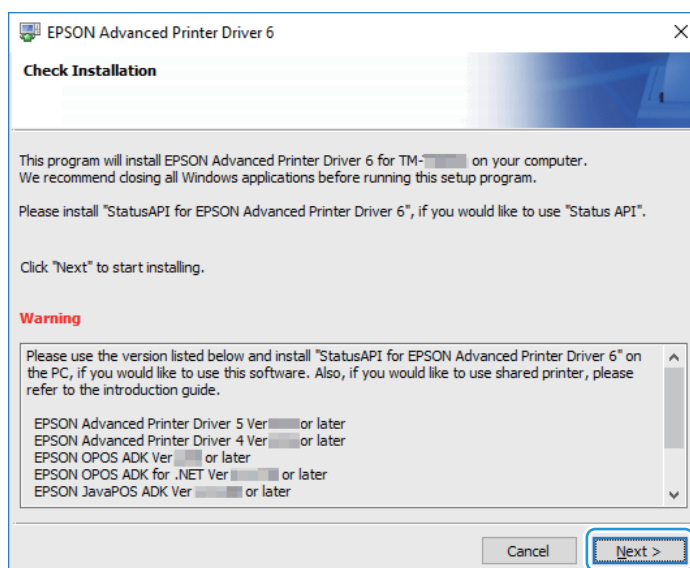 EPSON Advanced Printer Driver 6
Check Installation
This program will install EPSON Advanced Printer Driver 6 for TM- on your computer.
We recommend closing all Windows applications before running this setup program.
Please install "StatusAPI for EPSON Advanced Printer Driver 6", if you would like to use "Status API".
Click "Next" to start installing.
Warning
Please use the version listed below and install "StatusAPI for EPSON Advanced Printer Driver 6" on
the PC, if you would like to use this software. Also, if you would like to use shared printer, please
refer to the introduction guide.
EPSON Advanced Printer Driver 5 Ver or later
EPSON Advanced Printer Driver 4 Ver or later
EPSON OPOS ADK Ver or later
EPSON OPOS ADK for .NET Ver or later
EPSON JavaPOS ADK Ver or later
Cancel
Next >